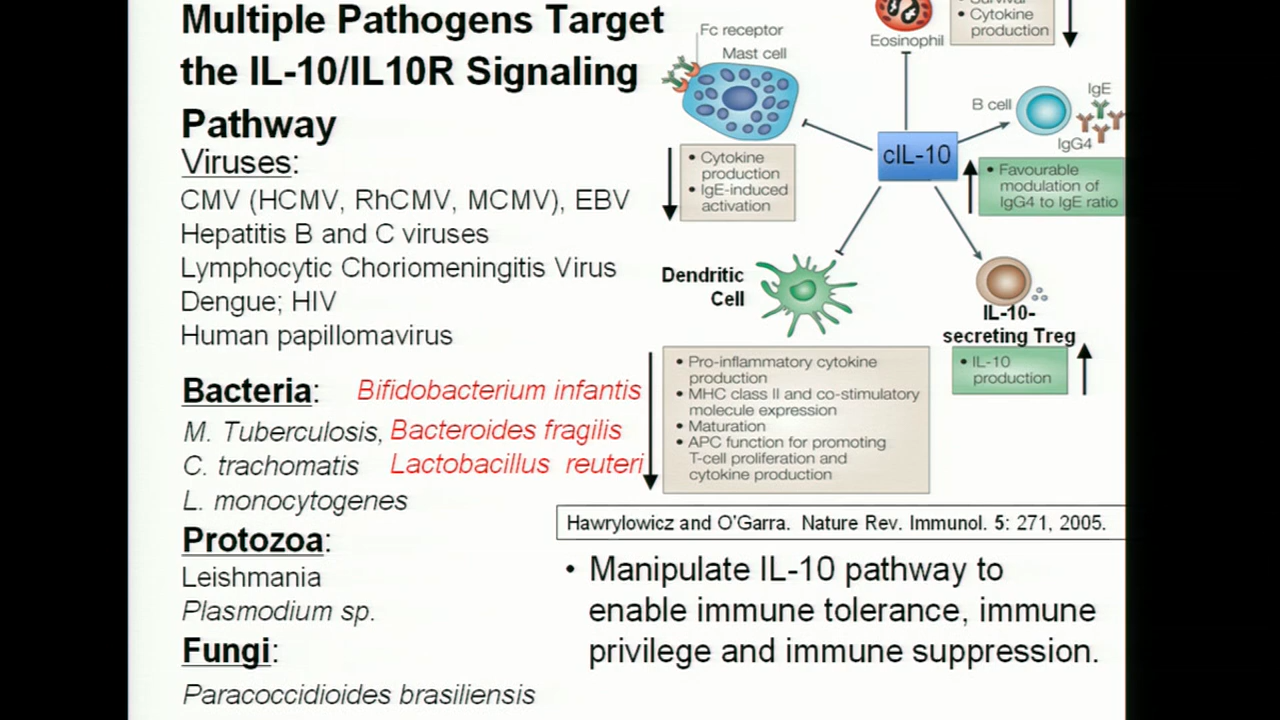 Multiple Pathogens Target
the IL-10/IL10R Signaling
Pathway
Viruses:
CMV (HCMV, RhCMV, MCMV), EBV
Hepatitis B and C viruses
Lymphocytic Choriomeningitis Virus
Dengue; HIV
Human papillomavirus
Bacteria: Bifidobacterium infantis
M. Tuberculosis, Bacteroides fragilis
C. trachomatis Lactobacillus reuteri
L. monocytogenes
Protozoa:
Leishmania
Plasmodium sp.
Fungi:
Paracoccidioides brasiliensis
Fc receptor
Mast cell
• Cytokine
production
• IgE-induced
activation
Eosinophil
• Cytokine
production
cIL-10
B cell
IgE
IgG4
• Favourable
modulation of
IgG4 to IgE ratio
Dendritic
Cell
• Pro-inflammatory cytokine
production
• MHC class II and co-stimulatory
molecule expression
• Maturation
• APC function for promoting
T-cell proliferation and
cytokine production
IL-10-
secreting Treg
• IL-10
production
Hawrylowicz and O'Garra. Nature Rev. Immunol. 5: 271, 2005.
• Manipulate IL-10 pathway to
enable immune tolerance, immune
privilege and immune suppression.